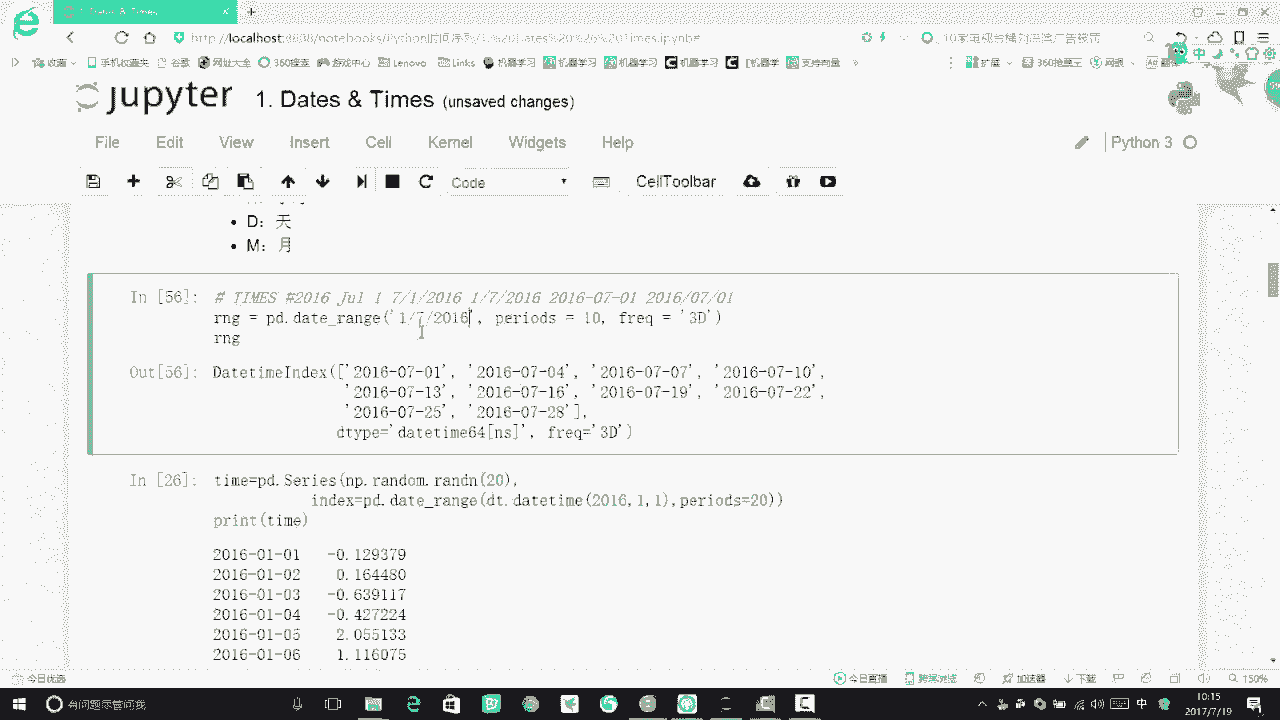 1. Dates & Times
http://localhost:8888/notebooks/Python
收藏 手机收藏夹 谷歌 网址大全 360搜索 游戏中心 Lenovo Links 机器学习 机器学习 机器学习 机器学习 机器学习 支持向量 »
jupyter 1. Dates & Times (unsaved changes)
File Edit View Insert Cell Kernel Widgets Help Python 3
Code CellToolbar
D: 天
M: 月
In [56]: # TIMES #2016 Jul 1 7/1/2016 1/7/2016 2016-07-01 2016/07/01
rng = pd.date_range('1/7/2016', periods = 10, freq = '3D')
rng
Out[56]: DatetimeIndex(['2016-07-01', '2016-07-04', '2016-07-07', '2016-07-10',
'2016-07-13', '2016-07-16', '2016-07-19', '2016-07-22',
'2016-07-25', '2016-07-28'],
dtype='datetime64[ns]', freq='3D')
In [26]: time=pd.Series(np.random.randn(20),
index=pd.date_range(dt.datetime(2016,1,1),periods=20))
print(time)
2016-01-01 -0.129379
2016-01-02 0.164480
2016-01-03 -0.639117
2016-01-04 -0.427224
2016-01-05 2.055133
2016-01-06 1.116075
今日优选 今日直播 跨屏浏览 加速器 下载 150%
有问题尽管问我 中 10:15
2017/7/19